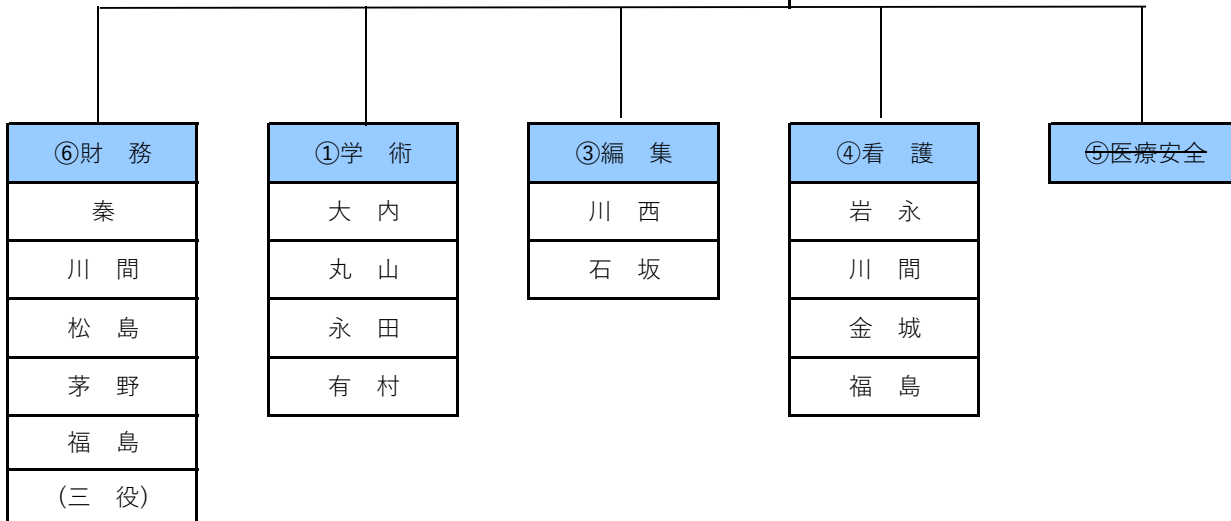 ⑥財　務
秦
川　間
松　島
茅　野
福　島
(三　役)
①学　術
大　内
丸　山
永　田
有　村
③編　集
川　西
石　坂
④看　護
岩　永
川　間
金　城
福　島
⑤医療安全